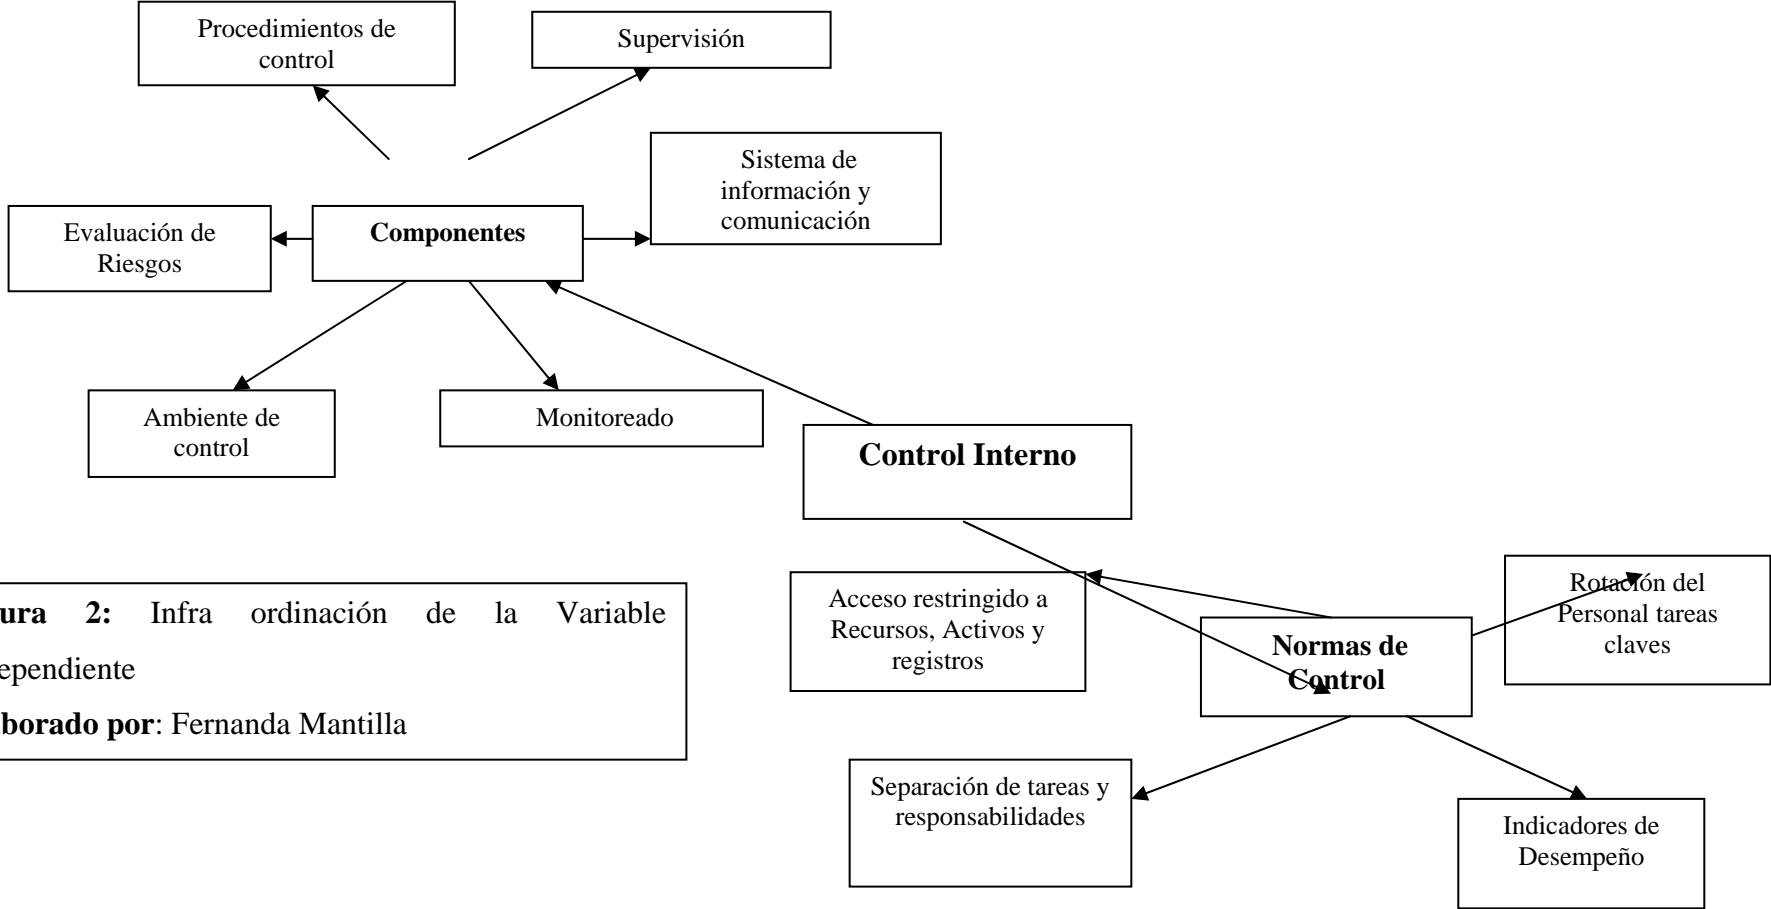 Procedimientos de
control
Supervisión
Sistema de
información y
comunicación
Evaluación de
Riesgos
Componentes
Ambiente de
control
Monitoreado
Control Interno
Acceso restringido a
Recursos, Activos y
registros
Rotación del
Personal tareas
claves
Normas de
Control
ura 2: Infra ordinación de la Variable
ependiente
borado por: Fernanda Mantilla
Separación de tareas y
responsabilidades
Indicadores de
Desempeño